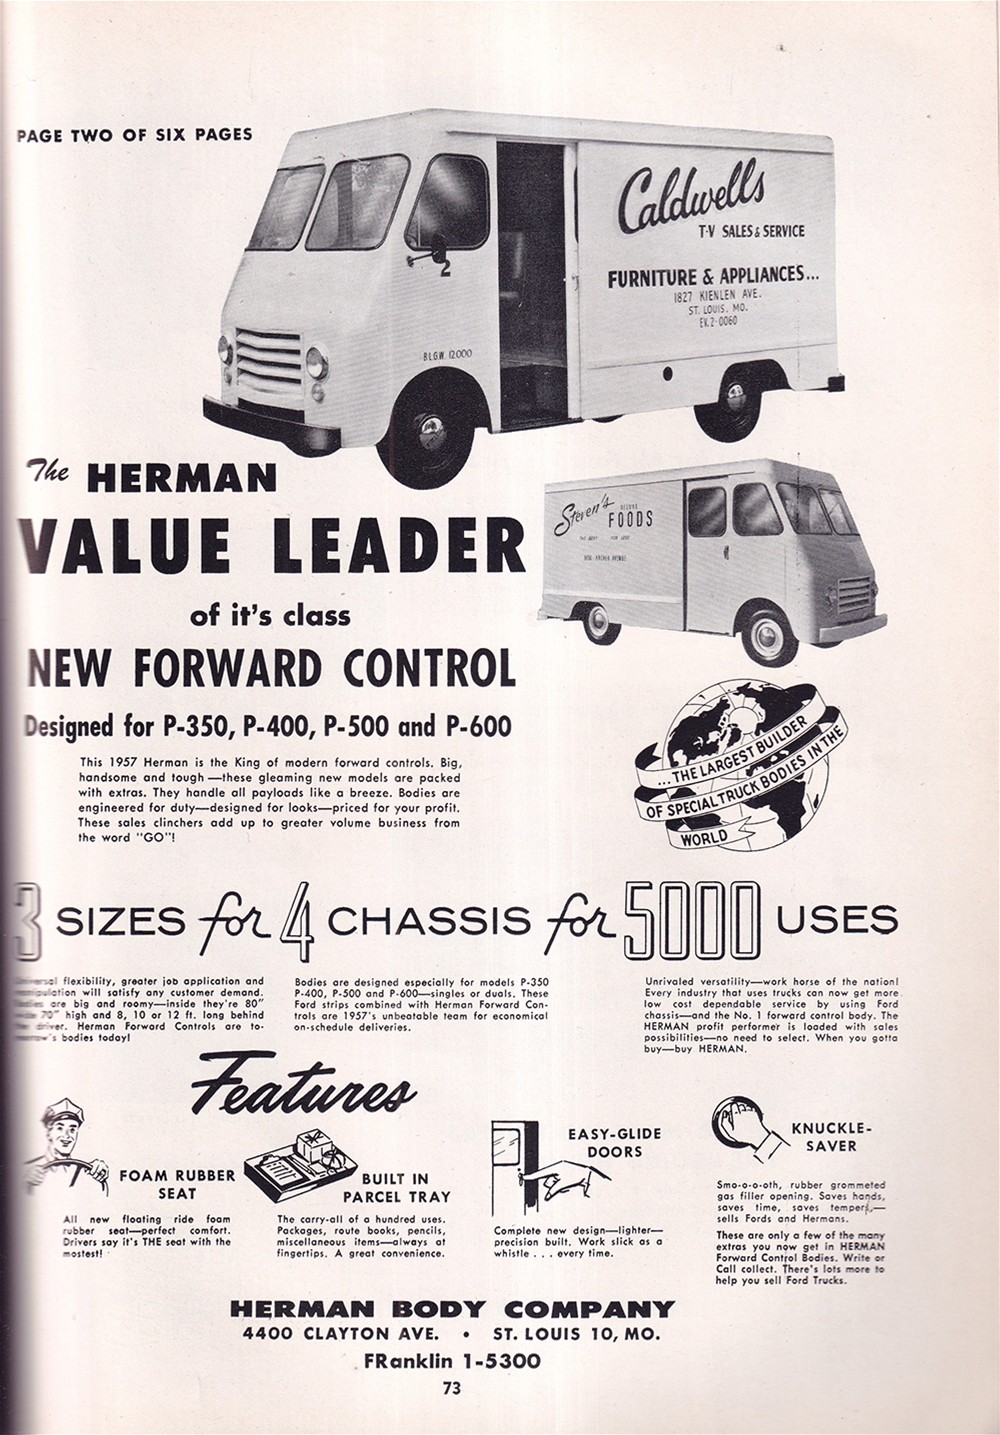 PAGE TWO OF SIX PAGES
Caldwells
T-V SALES & SERVICE
FURNITURE & APPLIANCES...
1827 KIENLEN AVE.
ST. LOUIS. MO.
EV. 2-0060
2
B.L.G.W. 12000
The HERMAN
VALUE LEADER
of it's class
NEW FORWARD CONTROL
Designed for P-350, P-400, P-500 and P-600
Steven's
DELUXE
FOODS
ARCHER AVENUE
This 1957 Herman is the King of modern forward controls. Big,
handsome and tough—these gleaming new models are packed
with extras. They handle all payloads like a breeze. Bodies are
engineered for duty—designed for looks—priced for your profit.
These sales clinchers add up to greater volume business from
the word "GO"!
...THE LARGEST BUILDER
OF SPECIAL TRUCK BODIES IN THE
WORLD
3 SIZES for 4 CHASSIS for 5000 USES
Universal flexibility, greater job application and
manipulation will satisfy any customer demand.
Bodies are big and roomy—inside they're 80"
wide 70" high and 8, 10 or 12 ft. long behind
the driver. Herman Forward Controls are to-
morrow's bodies today!
Bodies are designed especially for models P-350
P-400, P-500 and P-600—singles or duals. These
Ford strips combined with Herman Forward Con-
trols are 1957's unbeatable team for economical
on-schedule deliveries.
Unrivaled versatility—work horse of the nation!
Every industry that uses trucks can now get more
low cost dependable service by using Ford
chassis—and the No. 1 forward control body. The
HERMAN profit performer is loaded with sales
possibilities—no need to select. When you gotta
buy—buy HERMAN.
Features
FOAM RUBBER
SEAT
All new floating ride foam
rubber seat—perfect comfort.
Drivers say it's THE seat with the
mostest!
BUILT IN
PARCEL TRAY
The carry-all of a hundred uses.
Packages, route books, pencils,
miscellaneous items—always at
fingertips. A great convenience.
EASY-GLIDE
DOORS
Complete new design—lighter—
precision built. Work slick as a
whistle . . . every time.
KNUCKLE-
SAVER
Smo-o-o-oth, rubber grommeted
gas filler opening. Saves hands,
saves time, saves tempers,—
sells Fords and Hermans.
These are only a few of the many
extras you now get in HERMAN
Forward Control Bodies. Write or
Call collect. There's lots more to
help you sell Ford Trucks.
HERMAN BODY COMPANY
4400 CLAYTON AVE. • ST. LOUIS 10, MO.
FRanklin 1-5300
73